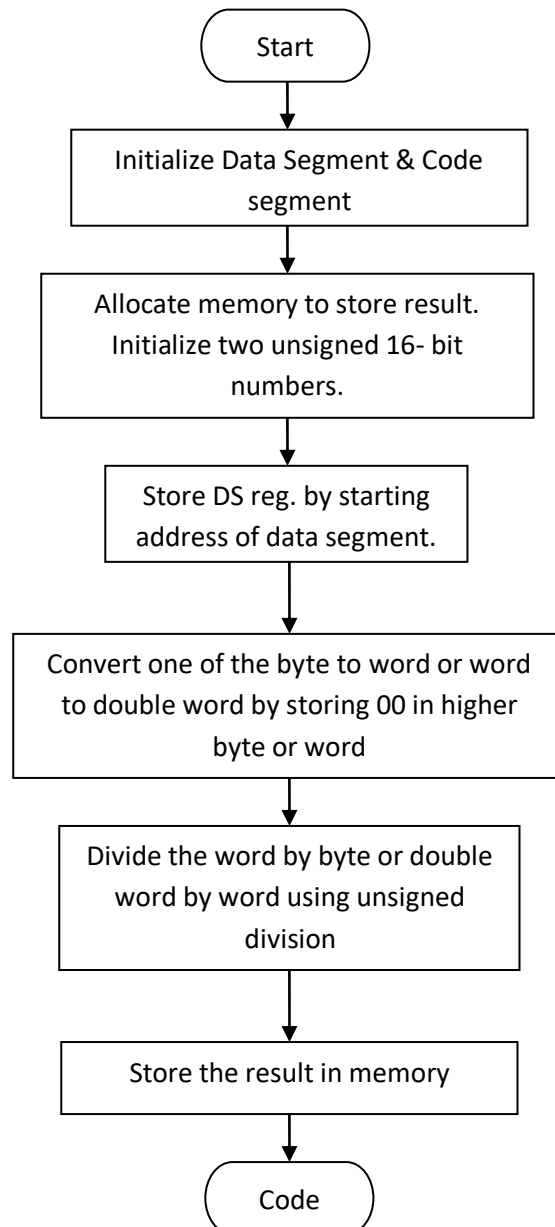 Start
Initialize Data Segment & Code
segment
Allocate memory to store result.
Initialize two unsigned 16- bit
numbers.
Store DS reg. by starting
address of data segment.
Convert one of the byte to word or word
to double word by storing 00 in higher
byte or word
Divide the word by byte or double
word by word using unsigned
division
Store the result in memory
Code